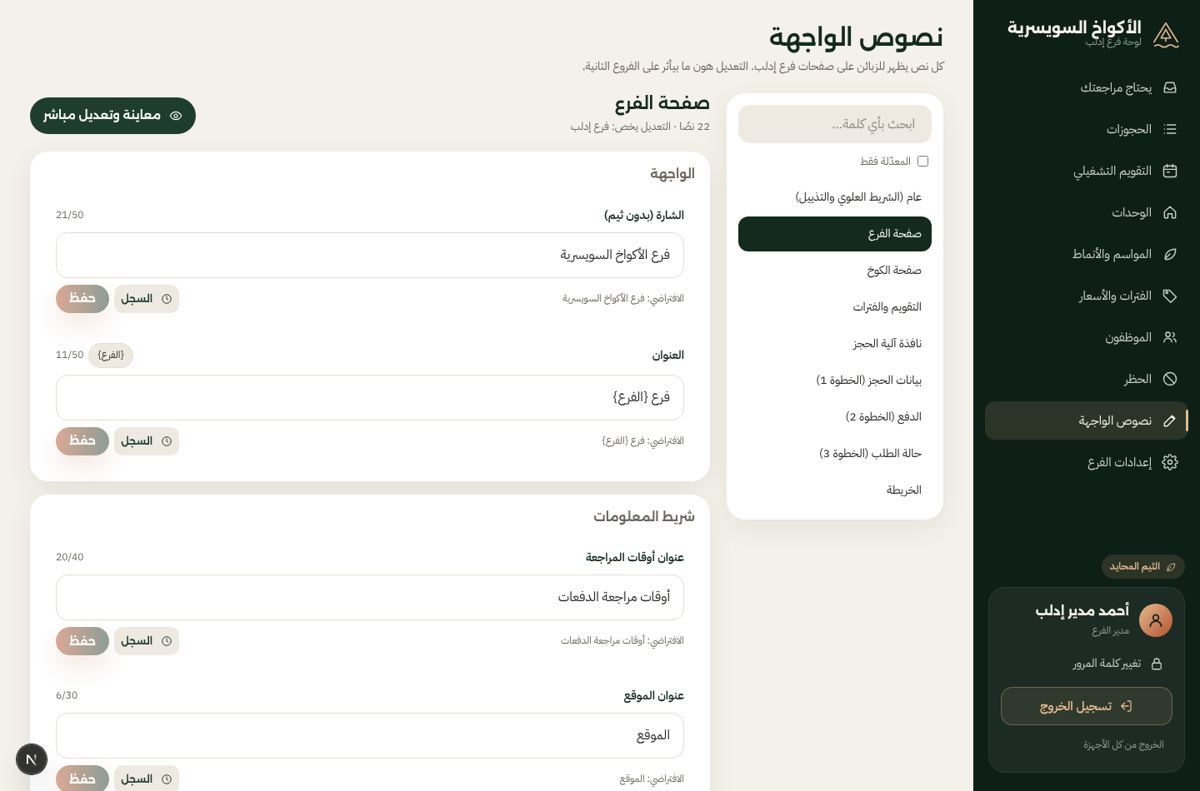 الأكواخ السويسرية
لوحة فرع إدلب
يحتاج مراجعتك
الحجوزات
التقويم التشغيلي
الوحدات
المواسم والأنماط
الفترات والأسعار
الموظفون
الحظر
نصوص الواجهة
إعدادات الفرع
الثيم المحايد
أحمد مدير إدلب
مدير الفرع
تغيير كلمة المرور
تسجيل الخروج
الخروج من كل الأجهزة
نصوص الواجهة
كل نص يظهر للزبائن على صفحات فرع إدلب. التعديل هون ما بيأثر على الفروع الثانية.
ابحث بأي كلمة...
المعدّلة فقط
عام (الشريط العلوي والتذييل)
صفحة الفرع
صفحة الكوخ
التقويم والفترات
نافذة آلية الحجز
بيانات الحجز (الخطوة 1)
الدفع (الخطوة 2)
حالة الطلب (الخطوة 3)
الخريطة
صفحة الفرع
22 نصًا · التعديل يخص: فرع إدلب
معاينة وتعديل مباشر
الواجهة
الشارة (بدون ثيم)
21/50
فرع الأكواخ السويسرية
الافتراضي: فرع الأكواخ السويسرية
السجل
حفظ
العنوان
{الفرع}
11/50
فرع {الفرع}
الافتراضي: فرع {الفرع}
السجل
حفظ
شريط المعلومات
عنوان أوقات المراجعة
20/40
أوقات مراجعة الدفعات
الافتراضي: أوقات مراجعة الدفعات
السجل
حفظ
عنوان الموقع
6/30
الموقع
الافتراضي: الموقع
السجل
حفظ
N